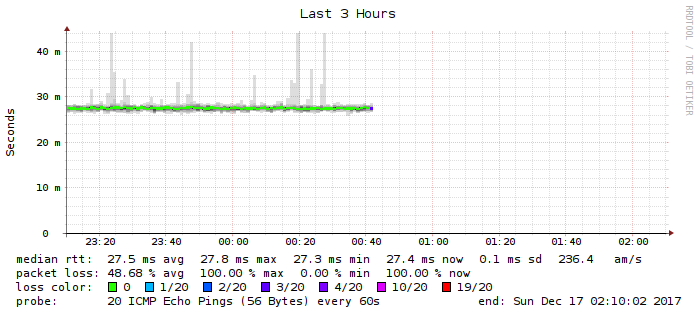 Last 3 Hours
RRDTOOL / TOBI OETIKER
Seconds
40 m
30 m
20 m
10 m
0
23:20 23:40 00:00 00:20 00:40 01:00 01:20 01:40 02:00
median rtt: 27.5 ms avg 27.8 ms max 27.3 ms min 27.4 ms now 0.1 ms sd 236.4 am/s
packet loss: 48.68 % avg 100.00 % max 0.00 % min 100.00 % now
loss color: 0 1/20 2/20 3/20 4/20 10/20 19/20
probe: 20 ICMP Echo Pings (56 Bytes) every 60s end: Sun Dec 17 02:10:02 2017